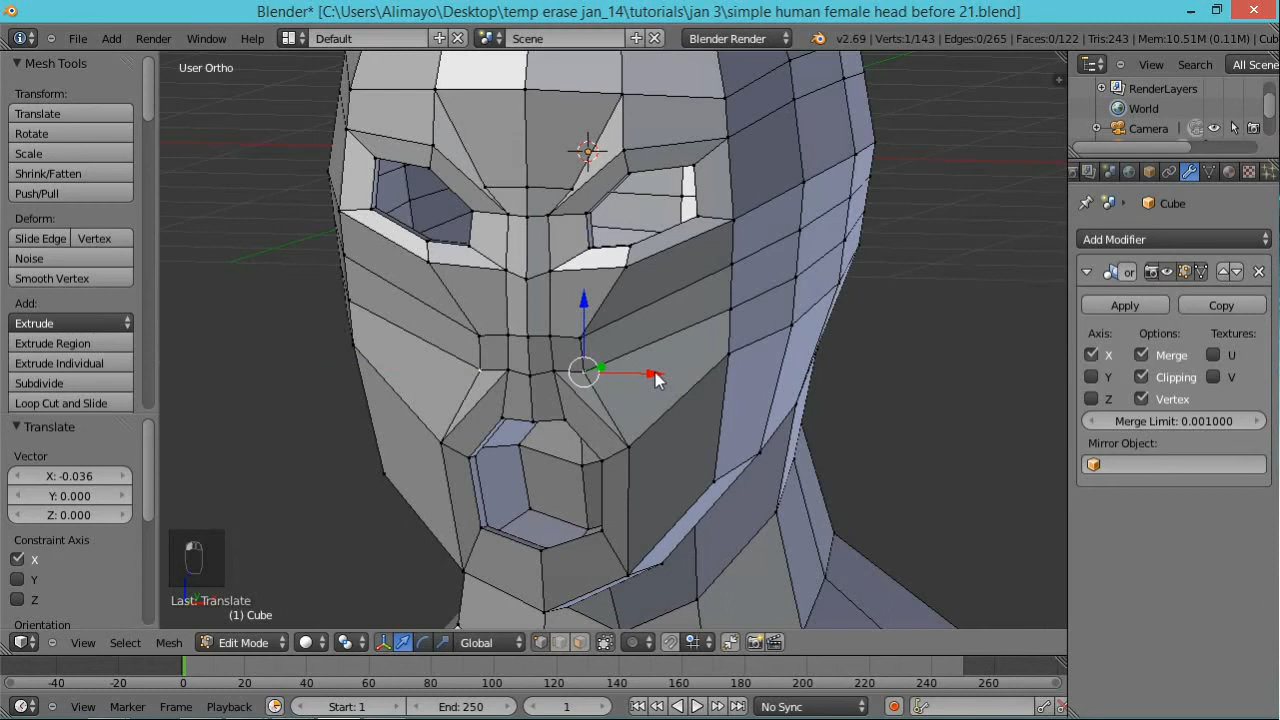 Blender* [C:\Users\Alimayo\Desktop\temp erase jan_14\tutorials\jan 3\simple human female head before 21.blend]
File Add Render Window Help Default Scene Blender Render v2.69 | Verts:1/143 | Edges:0/265 | Faces:0/122 | Tris:243 | Mem:10.51M (0.11M) | Cub
Mesh Tools
Transform:
Translate
Rotate
Scale
Shrink/Fatten
Push/Pull
Deform:
Slide Edge Vertex
Noise
Smooth Vertex
Add:
Extrude
Extrude Region
Extrude Individual
Subdivide
Loop Cut and Slide
Translate
Vector
X: -0.036
Y: 0.000
Z: 0.000
Constraint Axis
X
Y
Z
Orientation
User Ortho
Last: Translate
(1) Cube
View Select Mesh Edit Mode Global
View Search All Scene
RenderLayers
World
Camera
Cube
Add Modifier
or
Apply Copy
Axis: Options: Textures:
X Merge U
Y Clipping V
Z Vertex
Merge Limit: 0.001000
Mirror Object:
-40 -20 0 20 40 60 80 100 120 140 160 180 200 220 240 260
View Marker Frame Playback Start: 1 End: 250 1 No Sync